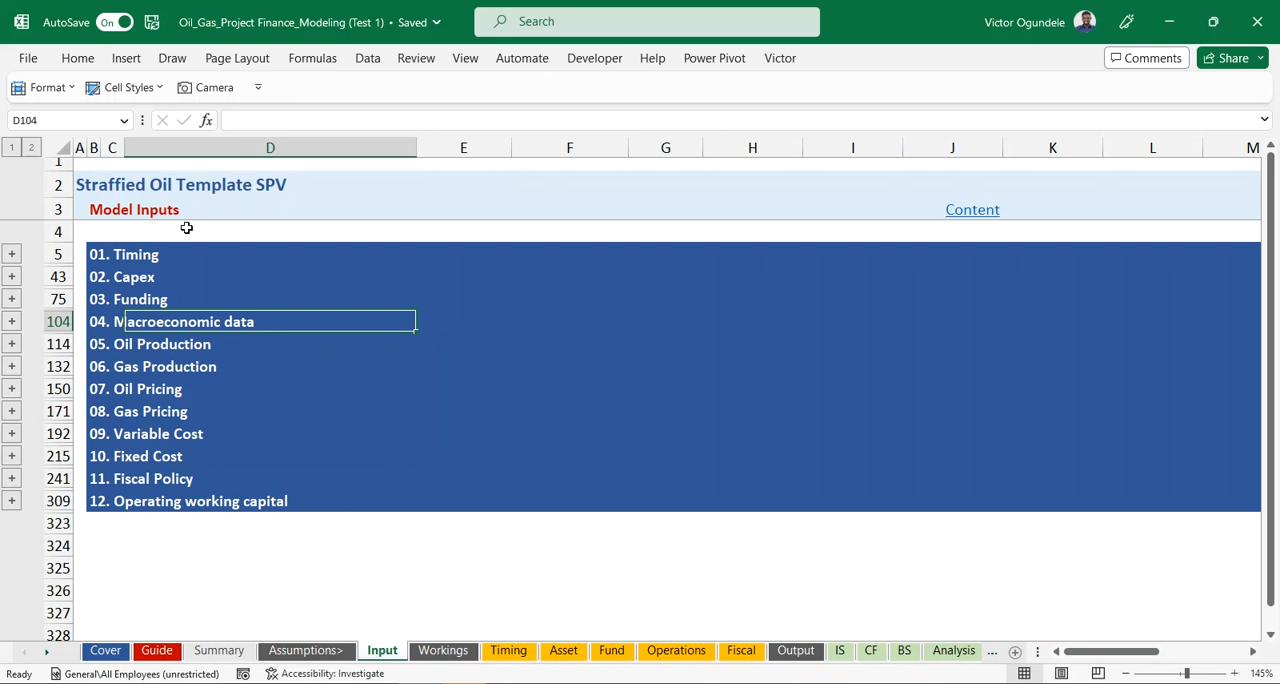 AutoSave On Oil_Gas_Project Finance_Modeling (Test 1) • Saved Search Victor Ogundele
File Home Insert Draw Page Layout Formulas Data Review View Automate Developer Help Power Pivot Victor Comments Share
Format Cell Styles Camera
D104 fx
1 2 A B C D E F G H I J K L M
1
2 Straffied Oil Template SPV
3 Model Inputs Content
4
5 01. Timing
43 02. Capex
75 03. Funding
104 04. Macroeconomic data
114 05. Oil Production
132 06. Gas Production
150 07. Oil Pricing
171 08. Gas Pricing
192 09. Variable Cost
215 10. Fixed Cost
241 11. Fiscal Policy
309 12. Operating working capital
323
324
325
326
327
328
Cover Guide Summary Assumptions> Input Workings Timing Asset Fund Operations Fiscal Output IS CF BS Analysis ...
Ready General\All Employees (unrestricted) Accessibility: Investigate 145%